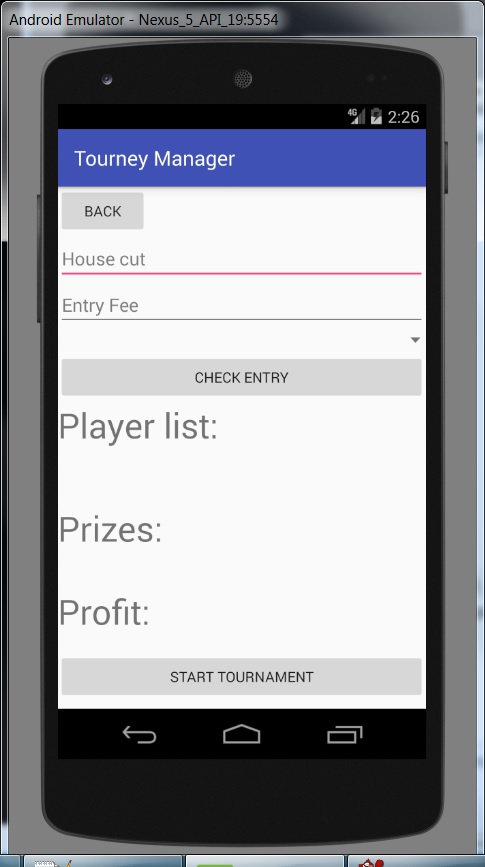 Android Emulator - Nexus_5_API_19:5554
4G 2:26
Tourney Manager
BACK
House cut
Entry Fee
CHECK ENTRY
Player list:
Prizes:
Profit:
START TOURNAMENT